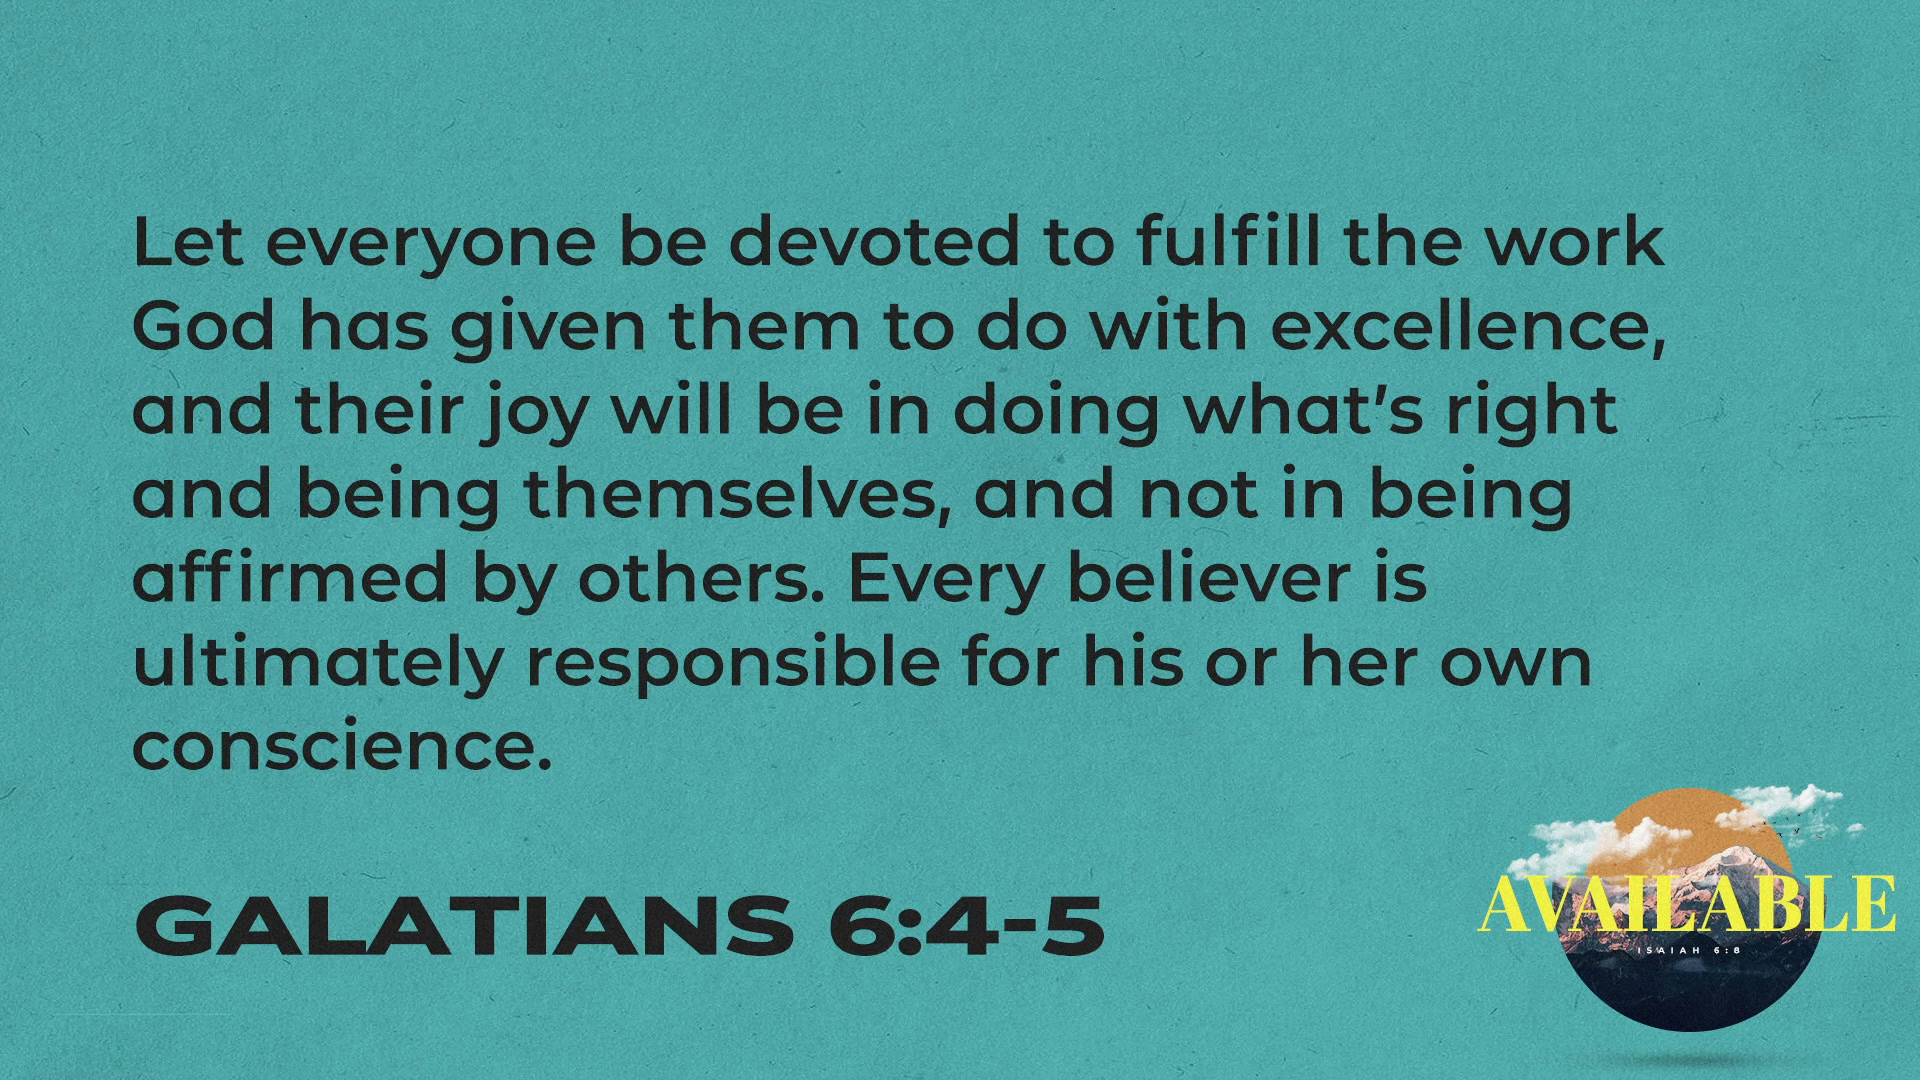 Let everyone be devoted to fulfill the work
God has given them to do with excellence,
and their joy will be in doing what’s right
and being themselves, and not in being
affirmed by others. Every believer is
ultimately responsible for his or her own
conscience.
GALATIANS 6:4-5
AVAILABLE
ISAIAH 6:8